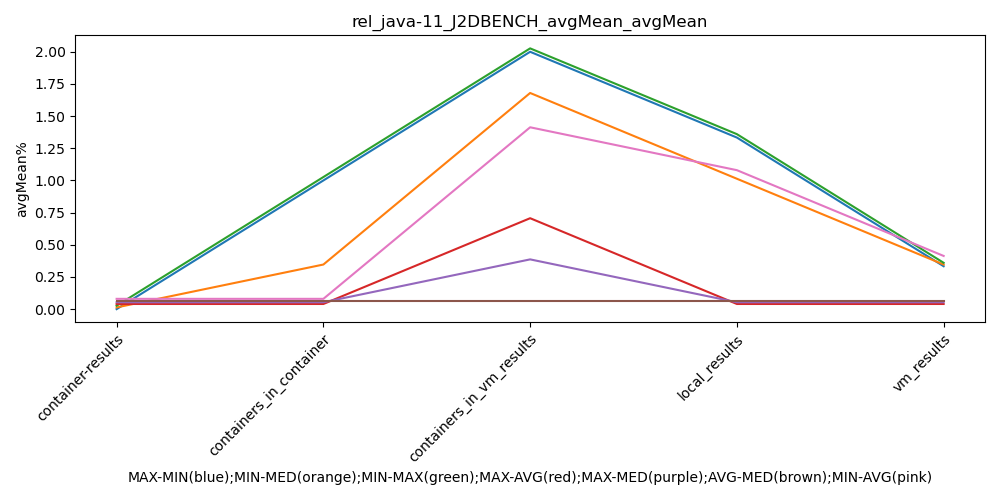 rel_java-11_J2DBENCH_avgMean_avgMean
avgMean%
2.00
1.75
1.50
1.25
1.00
0.75
0.50
0.25
0.00
container-results
containers_in_container
containers_in_vm_results
local_results
vm_results
MAX-MIN(blue);MIN-MED(orange);MIN-MAX(green);MAX-AVG(red);MAX-MED(purple);AVG-MED(brown);MIN-AVG(pink)